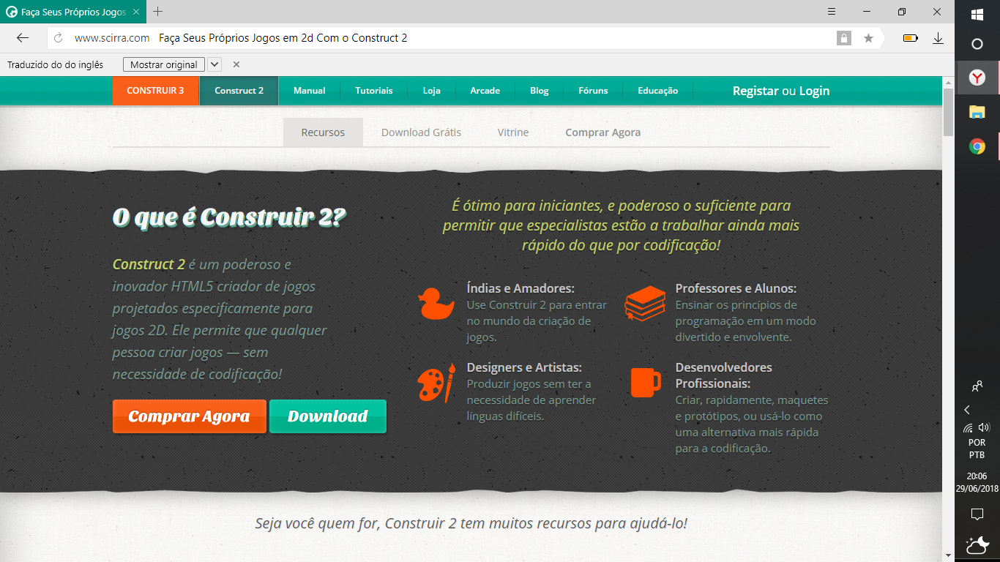 Faça Seus Próprios Jogos
www.scirra.com Faça Seus Próprios Jogos em 2d Com o Construct 2
Traduzido do do inglês Mostrar original
CONSTRUIR 3 Construct 2 Manual Tutoriais Loja Arcade Blog Fóruns Educação Registar ou Login
Recursos Download Grátis Vitrine Comprar Agora
O que é Construir 2?
Construct 2 é um poderoso e
inovador HTML5 criador de jogos
projetados especificamente para
jogos 2D. Ele permite que qualquer
pessoa criar jogos — sem
necessidade de codificação!
Comprar Agora Download
É ótimo para iniciantes, e poderoso o suficiente para
permitir que especialistas estão a trabalhar ainda mais
rápido do que por codificação!
Índias e Amadores:
Use Construir 2 para entrar
no mundo da criação de
jogos.
Professores e Alunos:
Ensinar os princípios de
programação em um modo
divertido e envolvente.
Designers e Artistas:
Produzir jogos sem ter a
necessidade de aprender
línguas difíceis.
Desenvolvedores
Profissionais:
Criar, rapidamente, maquetes
e protótipos, ou usá-lo como
uma alternativa mais rápida
para a codificação.
Seja você quem for, Construir 2 tem muitos recursos para ajudá-lo!
POR
PTB
20:06
29/06/2018